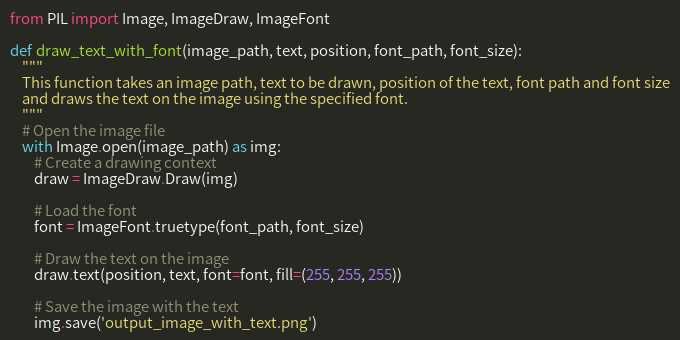 from PIL import Image, ImageDraw, ImageFont

def draw_text_with_font(image_path, text, position, font_path, font_size):
    """
    This function takes an image path, text to be drawn, position of the text, font path and font size
    and draws the text on the image using the specified font.
    """
    # Open the image file
    with Image.open(image_path) as img:
        # Create a drawing context
        draw = ImageDraw.Draw(img)

        # Load the font
        font = ImageFont.truetype(font_path, font_size)

        # Draw the text on the image
        draw.text(position, text, font=font, fill=(255, 255, 255))

        # Save the image with the text
        img.save('output_image_with_text.png')